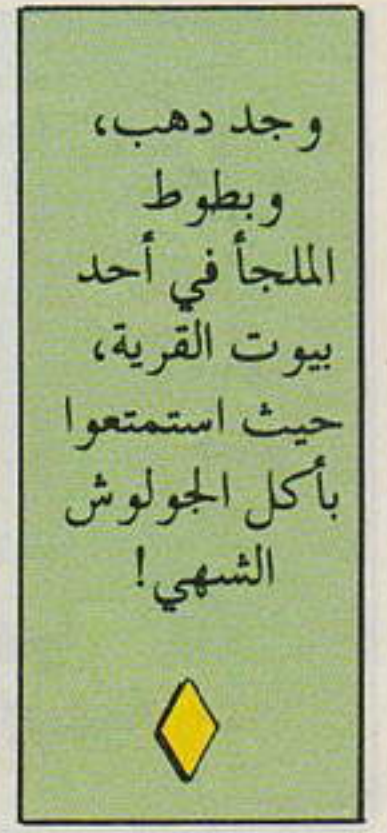 وجد دهب،
وبطوط
الملجأ في أحد
بيوت القرية،
حيث استمتعوا
بأكل الجولوش
الشهي!